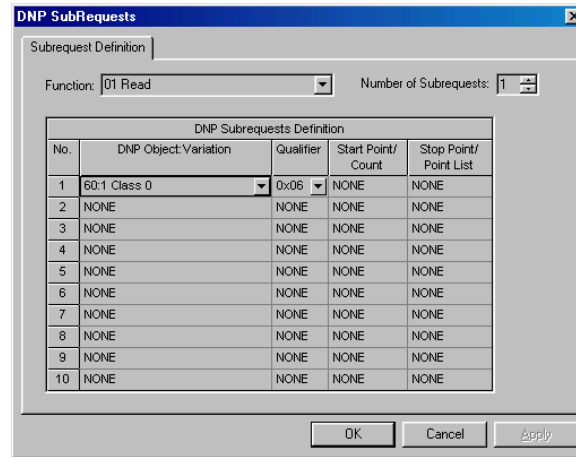 DNP SubRequests
Subrequest Definition
Function: 01 Read Number of Subrequests: 1
DNP Subrequests Definition
No. DNP Object:Variation Qualifier Start Point/ Count Stop Point/ Point List
1 60:1 Class 0 0x06 NONE NONE
2 NONE NONE NONE NONE
3 NONE NONE NONE NONE
4 NONE NONE NONE NONE
5 NONE NONE NONE NONE
6 NONE NONE NONE NONE
7 NONE NONE NONE NONE
8 NONE NONE NONE NONE
9 NONE NONE NONE NONE
10 NONE NONE NONE NONE
OK Cancel Apply